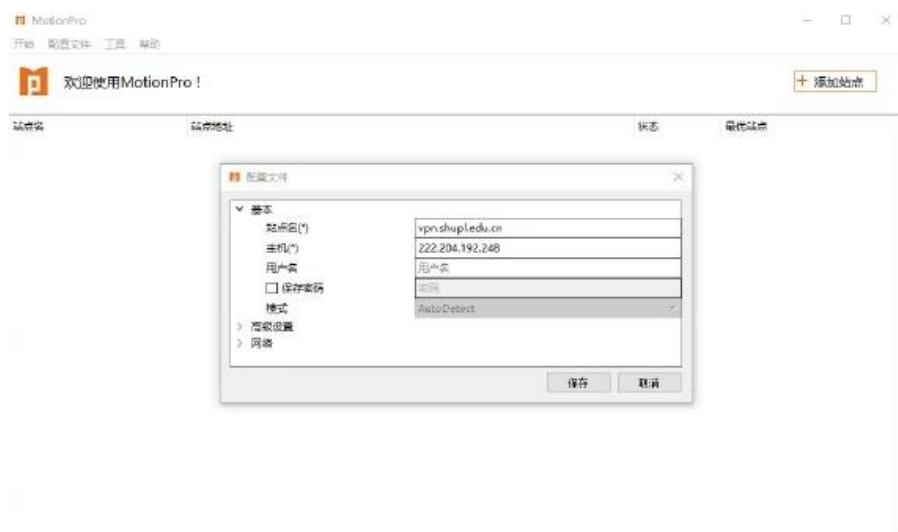 MotionPro
开始 配置文件 工具 帮助
欢迎使用MotionPro！
+ 添加站点
站点名 站点地址 状态 最优站点
配置文件
基本
站点名(*) vpn.shupl.edu.cn
主机(*) 222.204.192.248
用户名 用户名
保存密码 密码
模式 AutoDetect
高级设置
网络
保存 取消